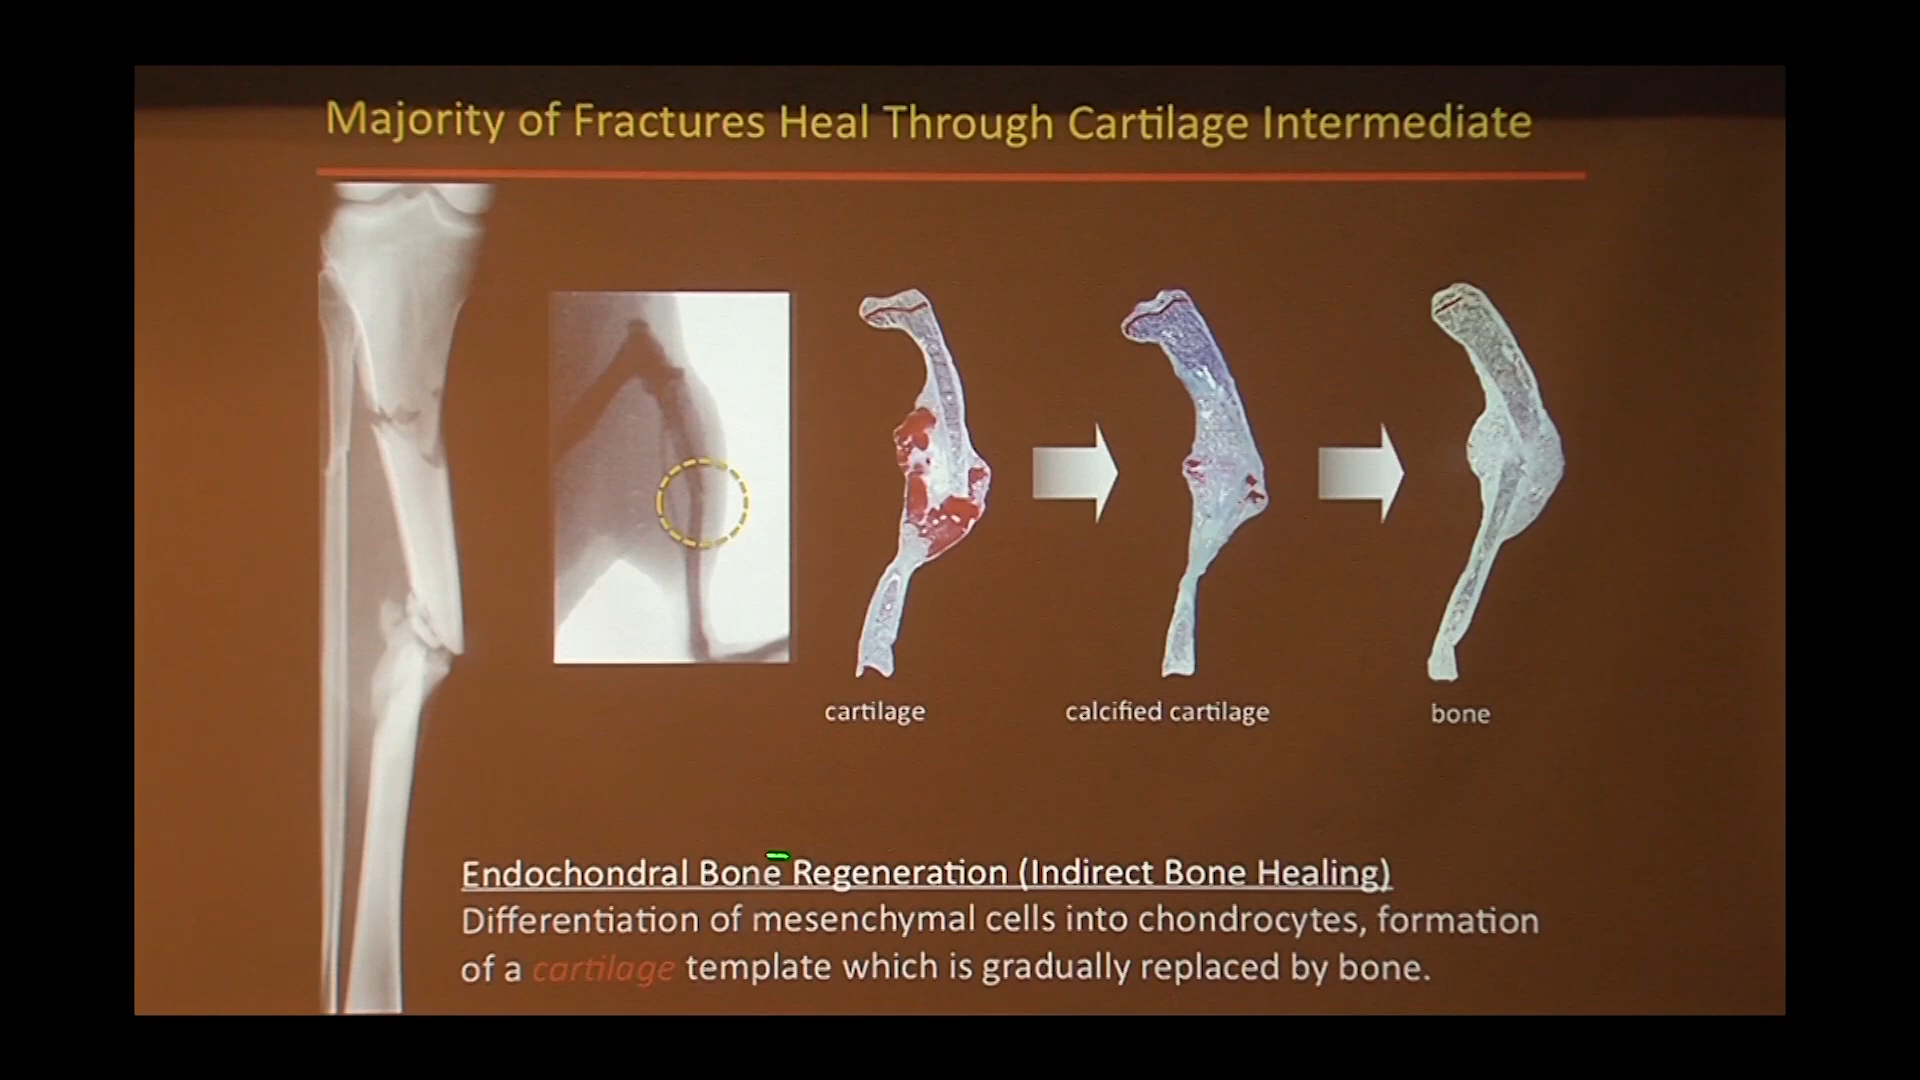 Majority of Fractures Heal Through Cartilage Intermediate
cartilage
calcified cartilage
bone
Endochondral Bone Regeneration (Indirect Bone Healing)
Differentiation of mesenchymal cells into chondrocytes, formation
of a cartilage template which is gradually replaced by bone.